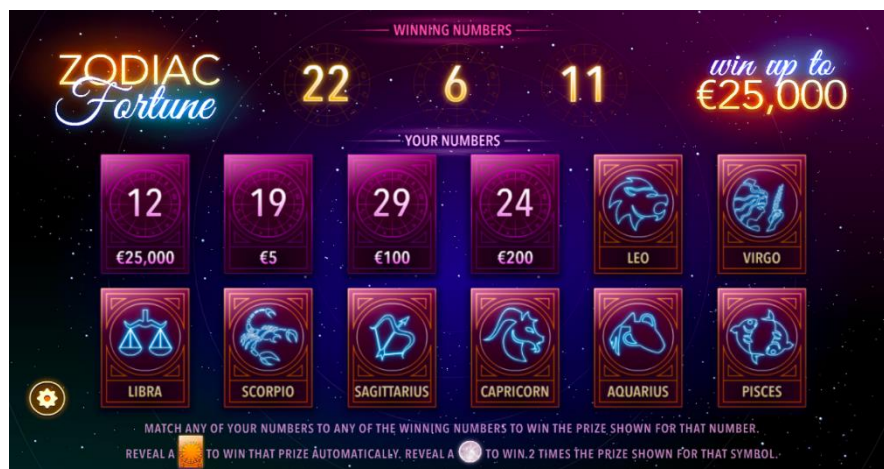 WINNING NUMBERS
ZODIAC
Fortune
22 6 11
win up to
€25,000
YOUR NUMBERS
12 19 29 24
€25,000 €5 €100 €200 LEO VIRGO
LIBRA SCORPIO SAGITTARIUS CAPRICORN AQUARIUS PISCES
MATCH ANY OF YOUR NUMBERS TO ANY OF THE WINNING NUMBERS TO WIN THE PRIZE SHOWN FOR THAT NUMBER.
REVEAL A TO WIN THAT PRIZE AUTOMATICALLY. REVEAL A TO WIN 2 TIMES THE PRIZE SHOWN FOR THAT SYMBOL.